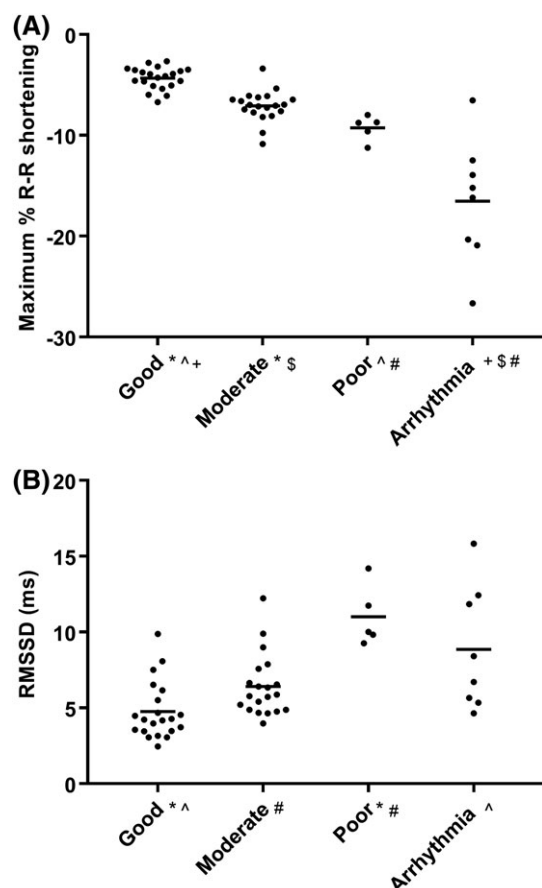 (A)
Maximum % R-R shortening
0
-10
-20
-30
Good * ^ +
Moderate * $
Poor ^ #
Arrhythmia + $ #
(B)
RMSSD (ms)
20
15
10
5
0
Good * ^
Moderate #
Poor * #
Arrhythmia ^